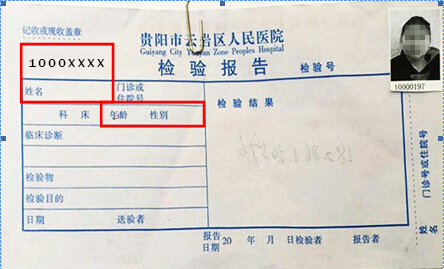 记收或现收盖章
贵阳市云岩区人民医院
Guiyang City Yunyan Zone Peoples Hospital
检验报告 检验号
1000XXXX
姓名 门诊或住院号
科 床 年龄 性别
检验结果
临床诊断
检验物
检验目的
日期 送验者
报告日期 20 年 月 日 检验者 报告者
10000197
门诊号或住院号
姓名